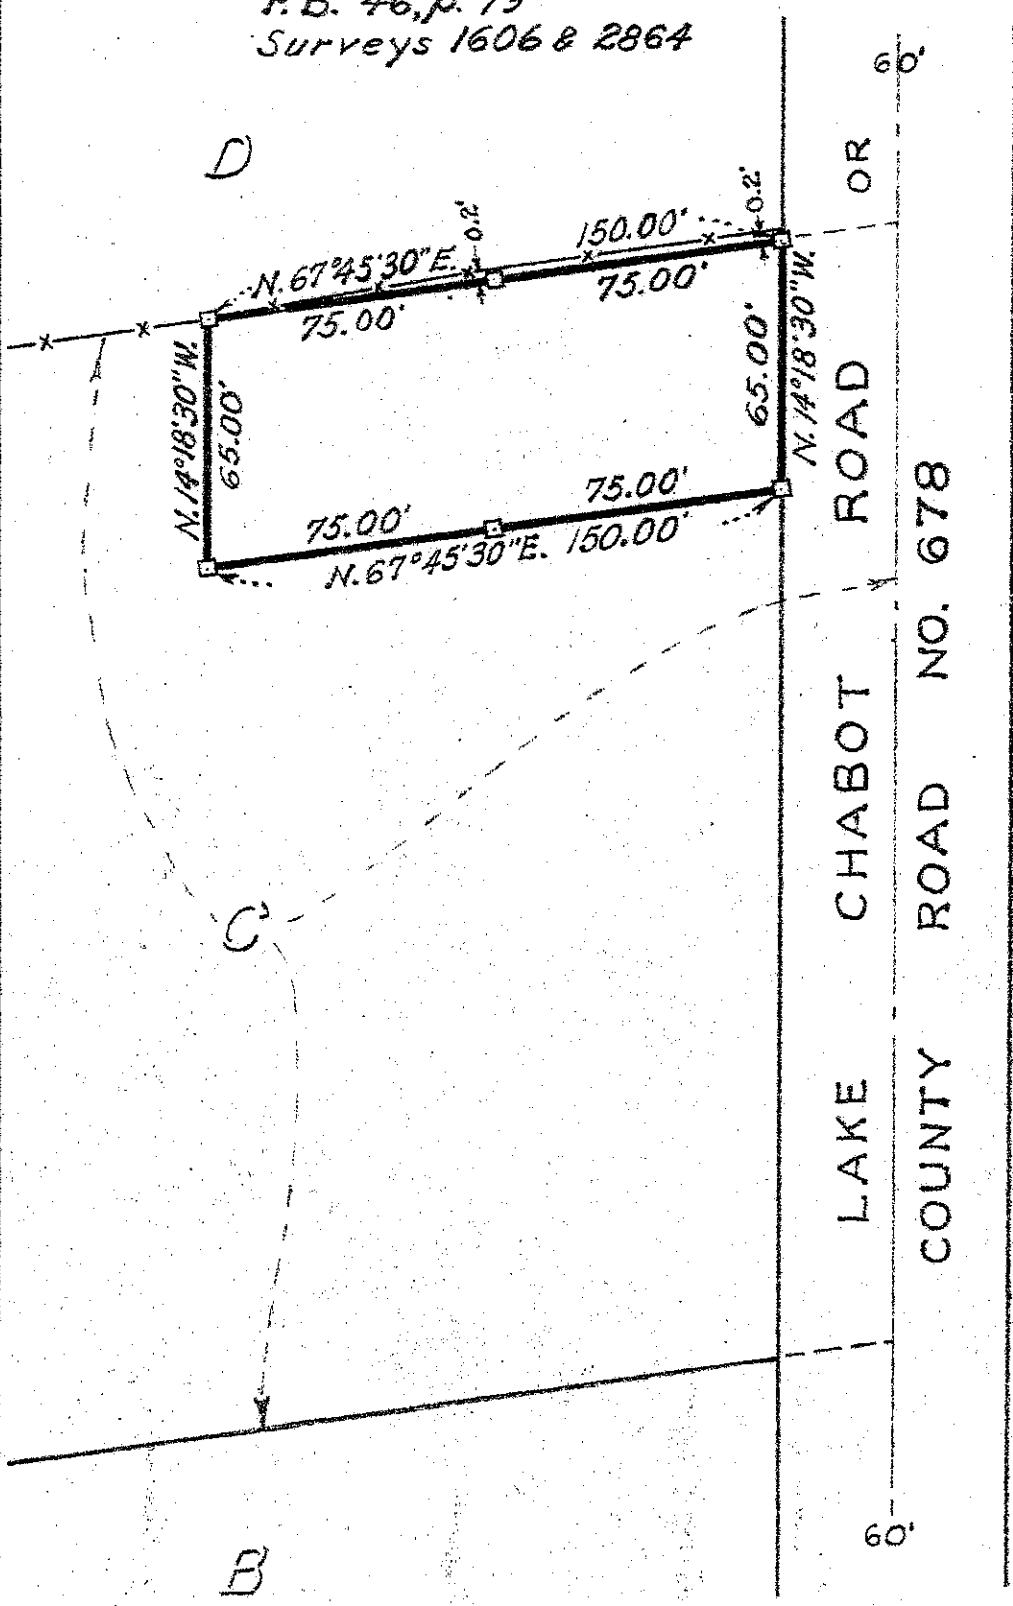 F.B. 46, p. 79
Surveys 1606 & 2864
60'
D
OR
0.2'
0.2'
150.00'
N. 67°45'30"E.
75.00'
75.00'
N. 14°18'30"W.
65.00'
65.00'
N. 14°18'30"W.
75.00'
75.00'
N. 67°45'30"E. 150.00'
LAKE CHABOT ROAD
COUNTY ROAD NO. 678
C
60'
B